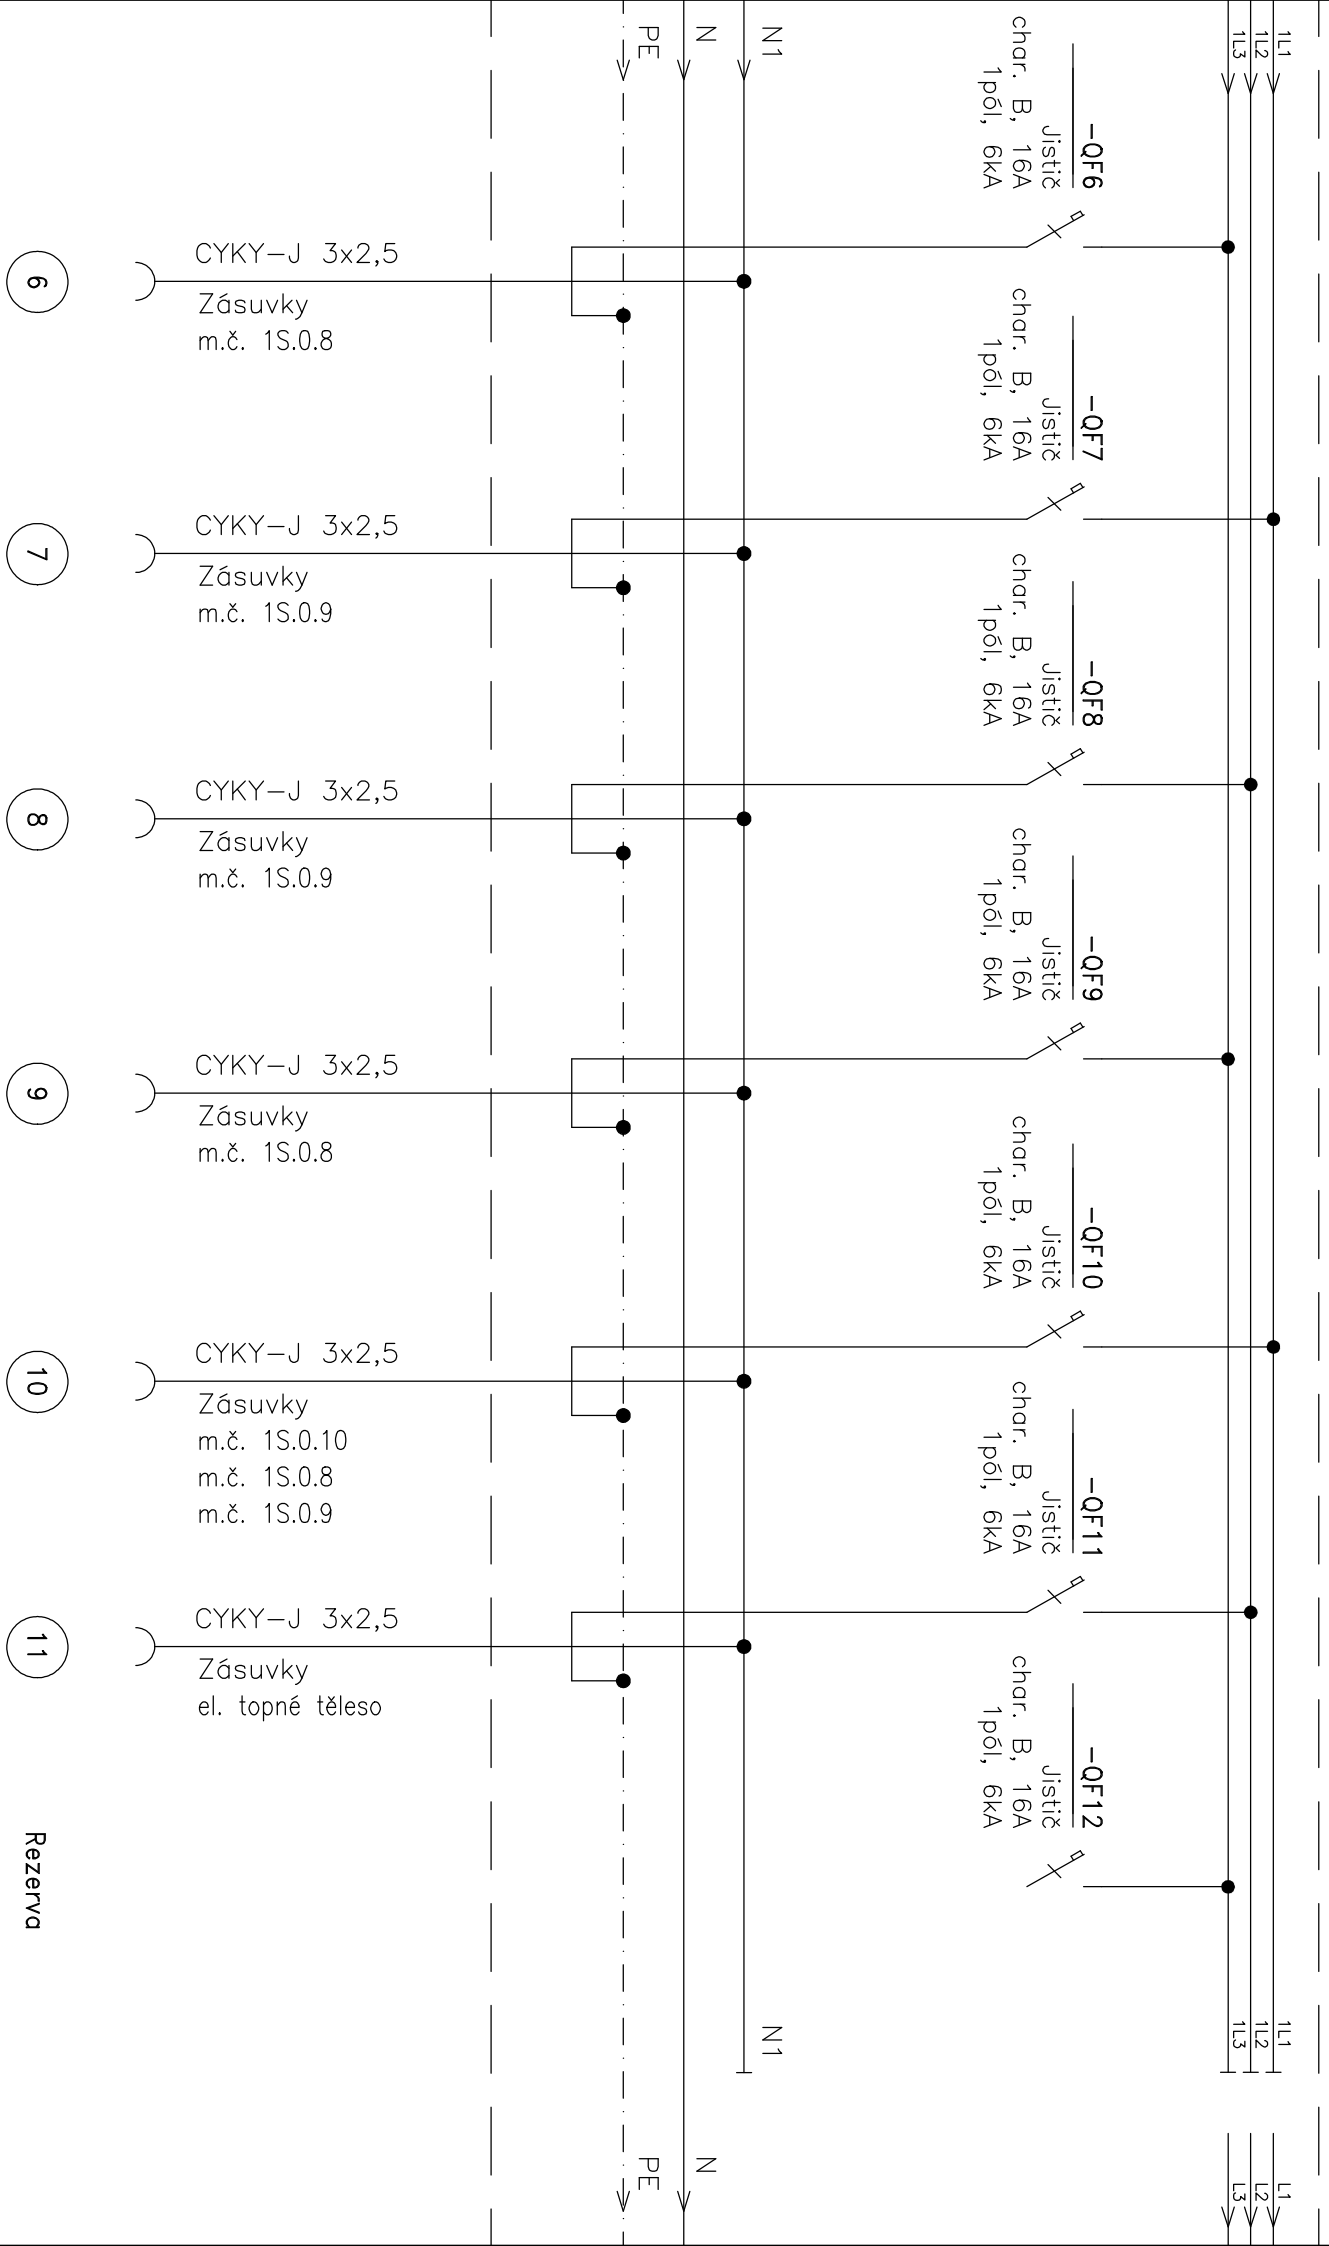 1L1
1L2
1L3
N1
N
PE
-QF6
Jistič
char. B, 16A
1pól, 6kA
-QF7
Jistič
char. B, 16A
1pól, 6kA
-QF8
Jistič
char. B, 16A
1pól, 6kA
-QF9
Jistič
char. B, 16A
1pól, 6kA
-QF10
Jistič
char. B, 16A
1pól, 6kA
-QF11
Jistič
char. B, 16A
1pól, 6kA
-QF12
Jistič
char. B, 16A
1pól, 6kA
1L1
1L2
1L3
L1
L2
L3
N1
N
PE
CYKY-J 3x2,5
Zásuvky
m.č. 1S.0.8
6
CYKY-J 3x2,5
Zásuvky
m.č. 1S.0.9
7
CYKY-J 3x2,5
Zásuvky
m.č. 1S.0.9
8
CYKY-J 3x2,5
Zásuvky
m.č. 1S.0.8
9
CYKY-J 3x2,5
Zásuvky
m.č. 1S.0.10
m.č. 1S.0.8
m.č. 1S.0.9
10
CYKY-J 3x2,5
Zásuvky
el. topné těleso
11
Rezerva